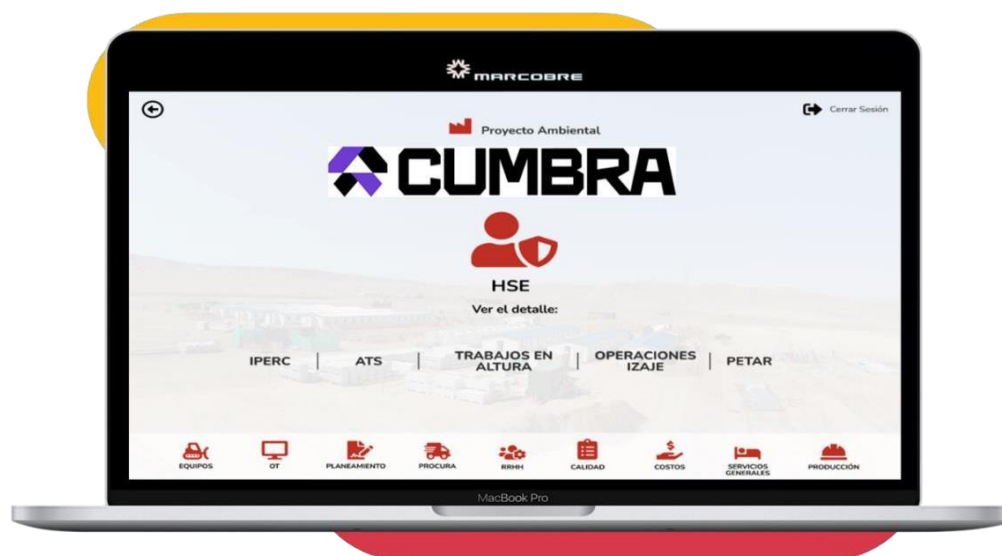 MARCOBRE
Cerrar Sesión
Proyecto Ambiental
CUMBRA
HSE
Ver el detalle:
IPERC | ATS | TRABAJOS EN ALTURA | OPERACIONES IZAJE | PETAR
EQUIPOS
OT
PLANEAMIENTO
PROCURA
RRHH
CALIDAD
COSTOS
SERVICIOS
GENERALES
PRODUCCIÓN
MacBook Pro